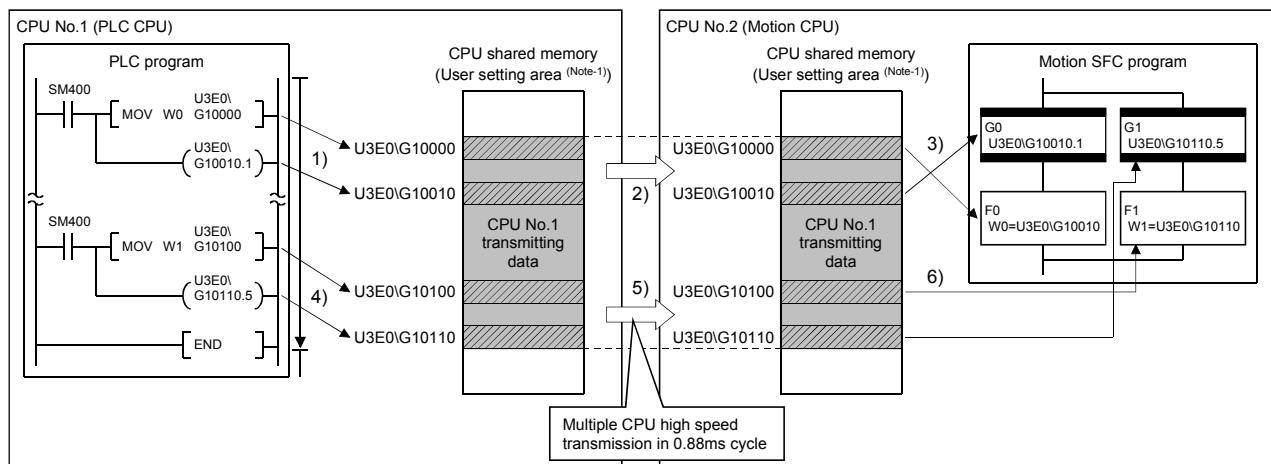 CPU No.1 (PLC CPU)
PLC program
SM400
MOV W0 U3E0\
G10000
U3E0\
G10010.1
SM400
MOV W1 U3E0\
G10100
U3E0\
G10110.5
END
1)
4)
CPU shared memory
(User setting area (Note-1))
U3E0\G10000
U3E0\G10010
CPU No.1
transmitting
data
U3E0\G10100
U3E0\G10110
2)
5)
Multiple CPU high speed
transmission in 0.88ms cycle
CPU No.2 (Motion CPU)
CPU shared memory
(User setting area (Note-1))
U3E0\G10000
U3E0\G10010
CPU No.1
transmitting
data
U3E0\G10100
U3E0\G10110
3)
6)
Motion SFC program
G0
U3E0\G10010.1
G1
U3E0\G10110.5
F0
W0=U3E0\G10010
F1
W1=U3E0\G10110